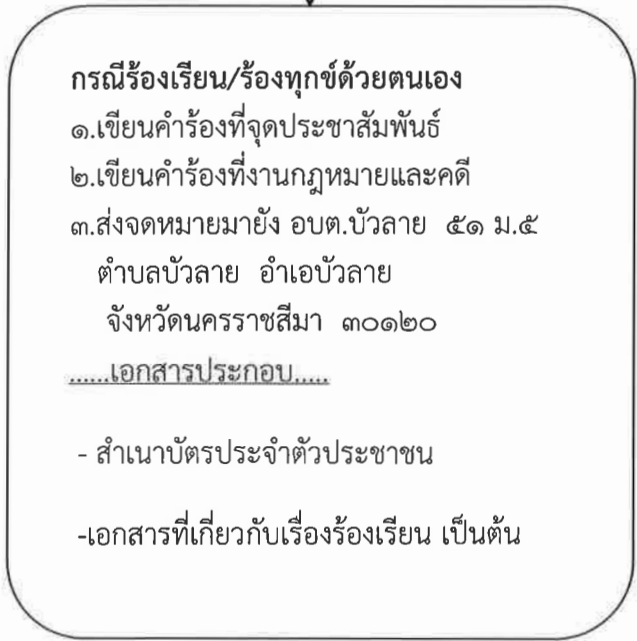 กรณีร้องเรียน/ร้องทุกข์ด้วยตนเอง
๑.เขียนคำร้องที่จุดประชาสัมพันธ์
๒.เขียนคำร้องที่งานกฎหมายและคดี
๓.ส่งจดหมายมายัง อบต.บัวลาย ๕๑ ม.๕
ตำบลบัวลาย อำเอบัวลาย
จังหวัดนครราชสีมา ๓๐๑๒๐
......เอกสารประกอบ.....
- สำเนาบัตรประจำตัวประชาชน
-เอกสารที่เกี่ยวกับเรื่องร้องเรียน เป็นต้น